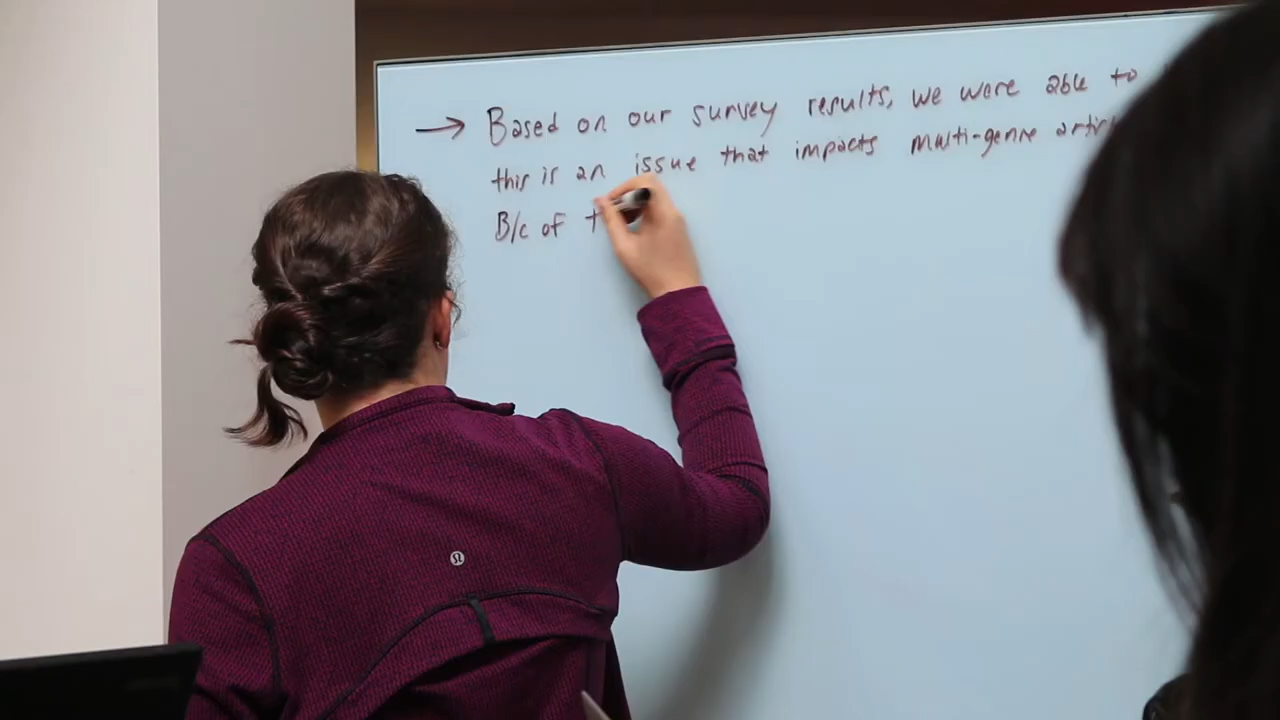 → Based on our survey results, we were able to
this is an issue that impacts multi-genre
B/c of